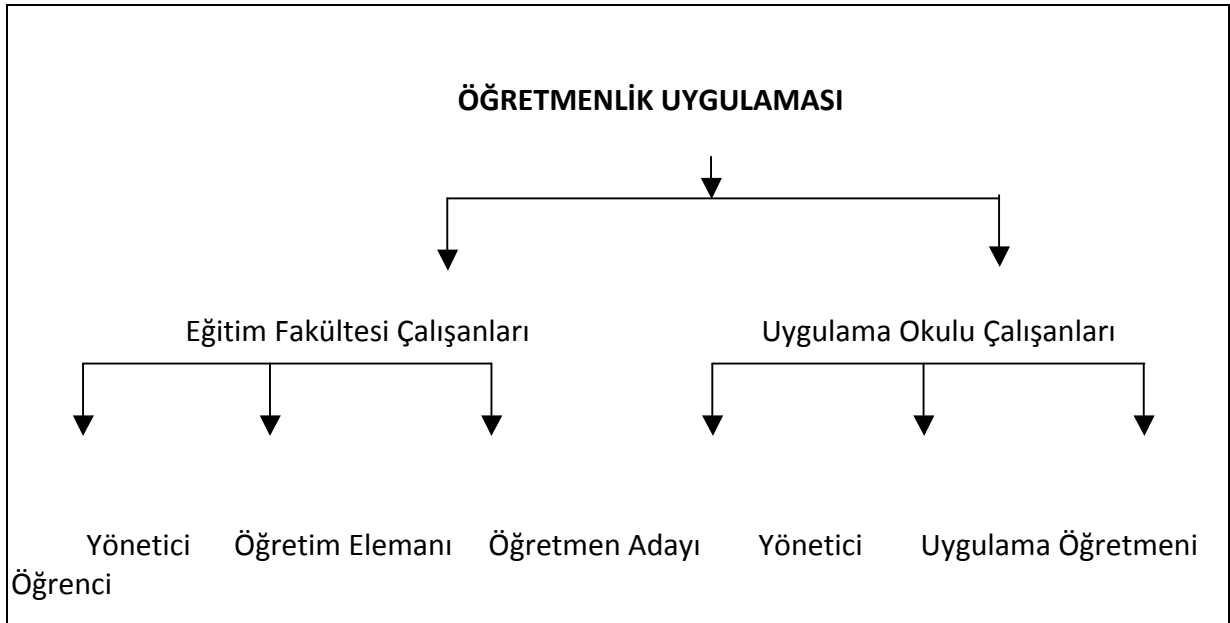 ÖĞRETMENLİK UYGULAMASI
Eğitim Fakültesi Çalışanları Uygulama Okulu Çalışanları
Yönetici Öğretim Elemanı Öğretmen Adayı Yönetici Uygulama Öğretmeni
Öğrenci